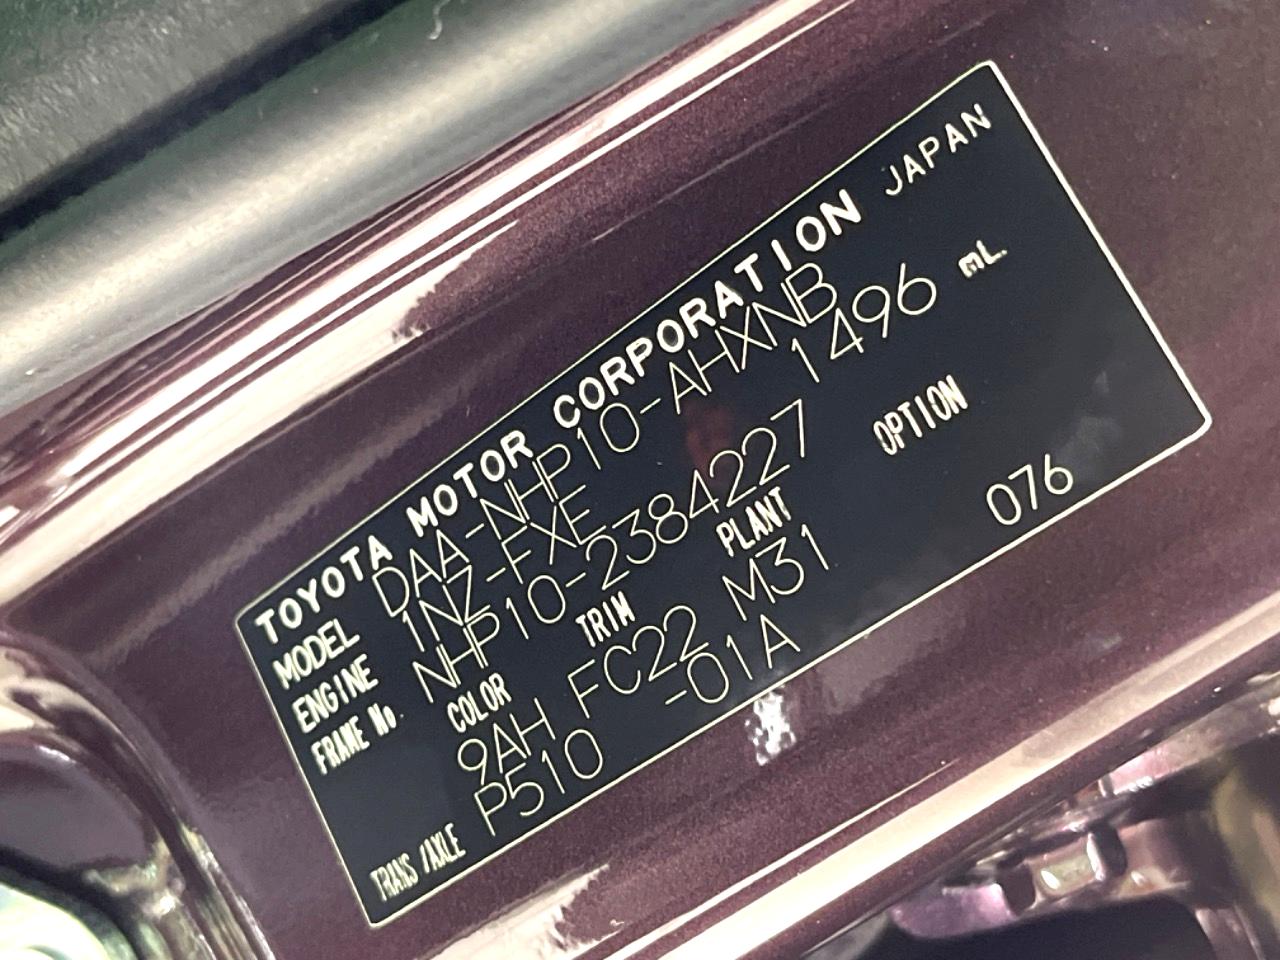 TOYOTA MOTOR CORPORATION JAPAN
MODEL DAA-NHP10-AHXNB
ENGINE 1NZ-FXE 1496 mL.
FRAME No. NHP10-2384227
COLOR TRIM PLANT OPTION
9AH FC22 M31 076
TRANS/AXLE P510 -01A